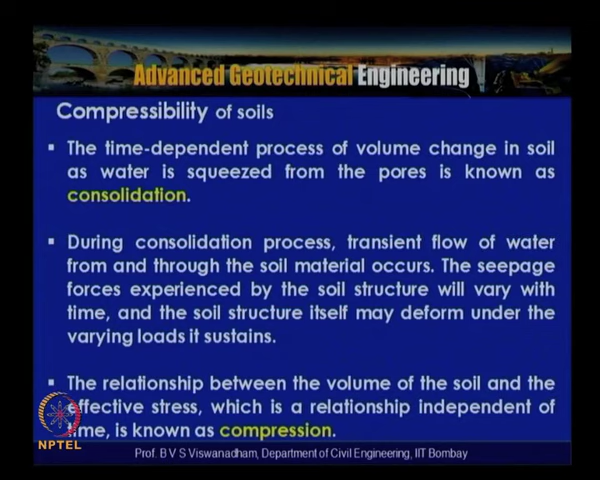 Advanced Geotechnical Engineering
Compressibility of soils
▪ The time-dependent process of volume change in soil
as water is squeezed from the pores is known as
consolidation.
▪ During consolidation process, transient flow of water
from and through the soil material occurs. The seepage
forces experienced by the soil structure will vary with
time, and the soil structure itself may deform under the
varying loads it sustains.
▪ The relationship between the volume of the soil and the
effective stress, which is a relationship independent of
time, is known as compression.
NPTEL
Prof. B V S Viswanadham, Department of Civil Engineering, IIT Bombay